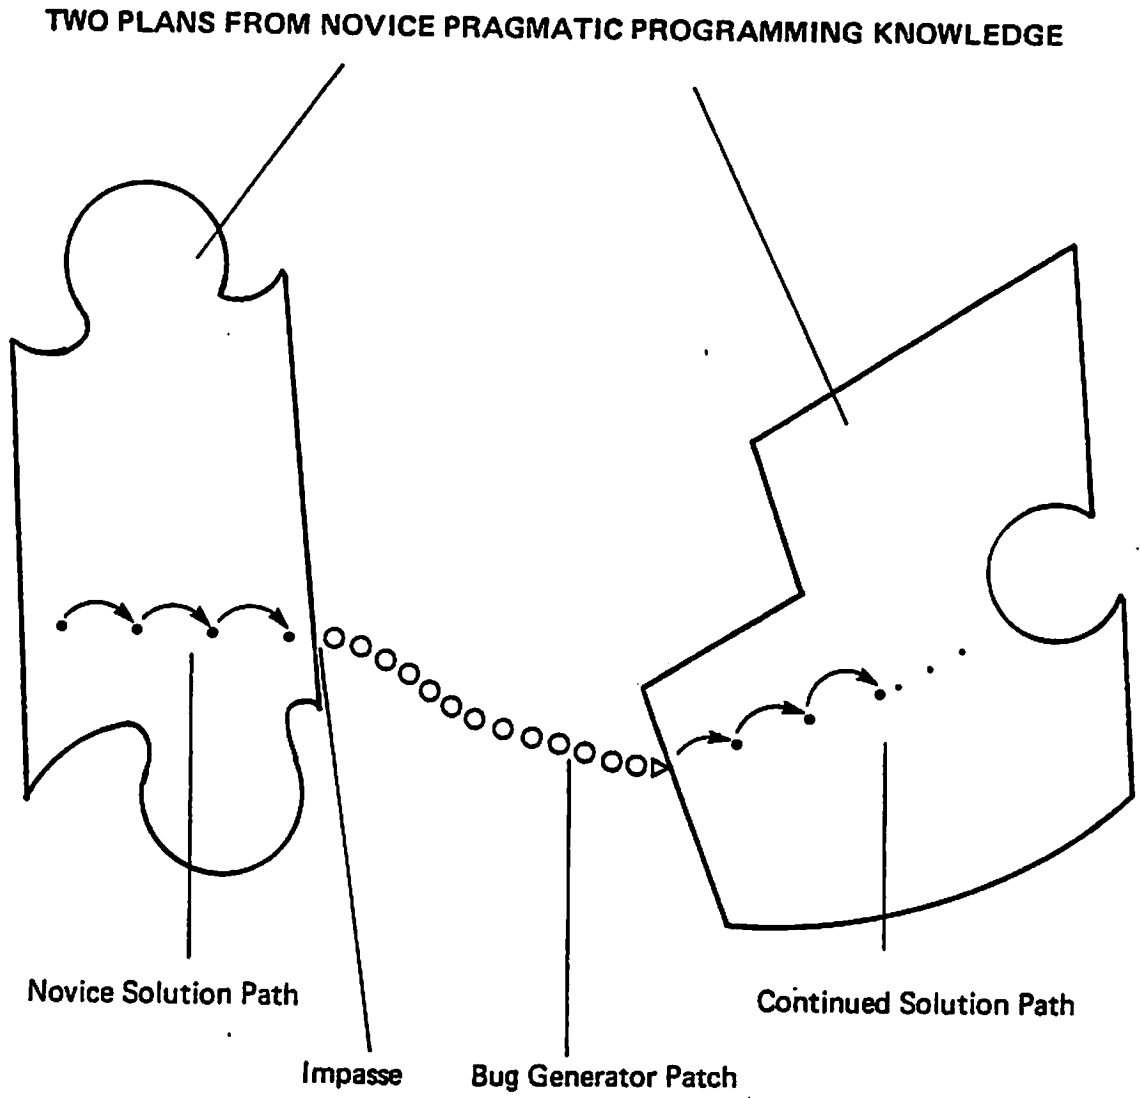 TWO PLANS FROM NOVICE PRAGMATIC PROGRAMMING KNOWLEDGE
Novice Solution Path
Continued Solution Path
Impasse
Bug Generator Patch